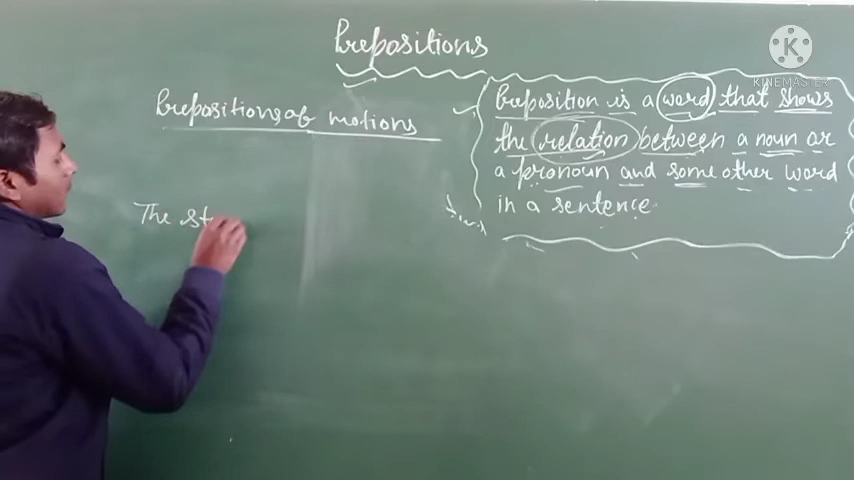 Prepositions
Prepositions of motions
Preposition is a word that shows
the relation between a noun or
a pronoun and some other word
in a sentence.
The st
K
KINEMASTER